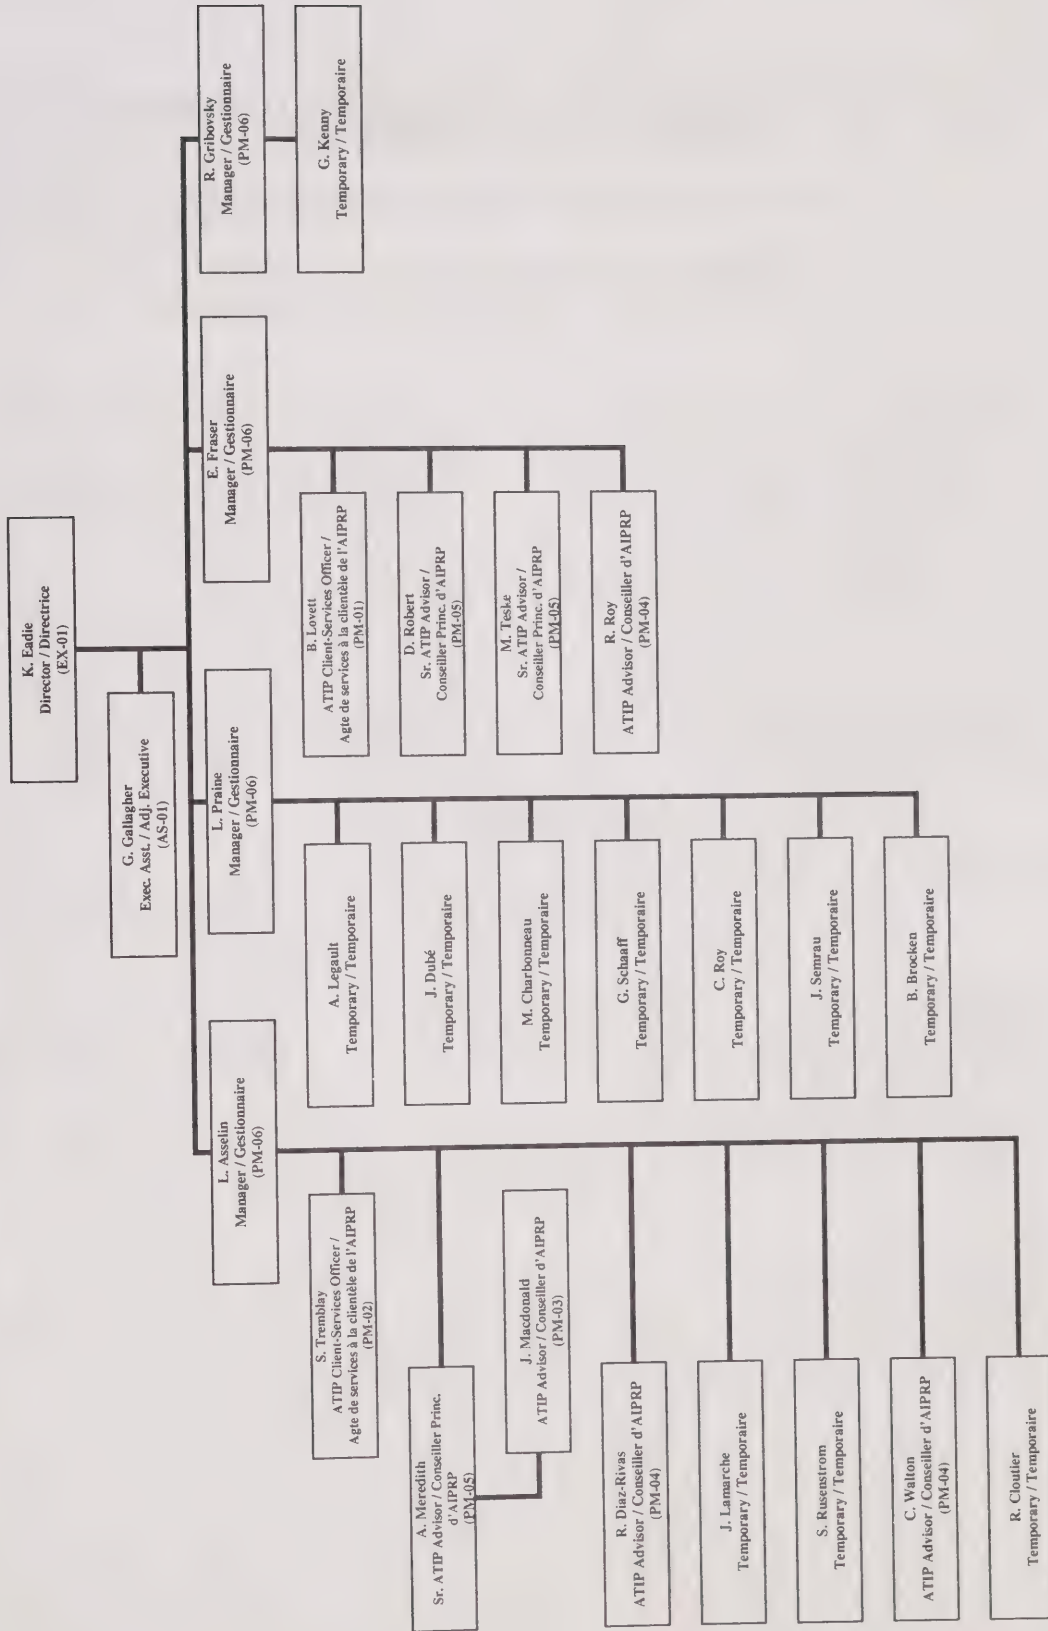 K. Eadie
Director / Directrice
(EX-01)
G. Gallagher
Exec. Asst. / Adj. Executive
(AS-01)
L. Asselin
Manager / Gestionnaire
(PM-06)
L. Praine
Manager / Gestionnaire
(PM-06)
E. Fraser
Manager / Gestionnaire
(PM-06)
R. Gribovsky
Manager / Gestionnaire
(PM-06)
S. Tremblay
ATIP Client-Services Officer /
Agte de services à la clientèle de l'AIPRP
(PM-02)
A. Meredith
Sr. ATIP Advisor / Conseiller Princ.
d'AIPRP
(PM-05)
J. Macdonald
ATIP Advisor / Conseiller d'AIPRP
(PM-03)
R. Diaz-Rivas
ATIP Advisor / Conseiller d'AIPRP
(PM-04)
J. Lamarche
Temporary / Temporaire
S. Rusenstrom
Temporary / Temporaire
C. Walton
ATIP Advisor / Conseiller d'AIPRP
(PM-04)
R. Cloutier
Temporary / Temporaire
A. Legault
Temporary / Temporaire
J. Dubé
Temporary / Temporaire
M. Charbonneau
Temporary / Temporaire
G. Schaaff
Temporary / Temporaire
C. Roy
Temporary / Temporaire
J. Semrau
Temporary / Temporaire
B. Brocken
Temporary / Temporaire
B. Lovett
ATIP Client-Services Officer /
Agte de services à la clientèle de l'AIPRP
(PM-01)
D. Robert
Sr. ATIP Advisor /
Conseiller Princ. d'AIPRP
(PM-05)
M. Teske
Sr. ATIP Advisor /
Conseiller Princ. d'AIPRP
(PM-05)
R. Roy
ATIP Advisor / Conseiller d'AIPRP
(PM-04)
G. Kenny
Temporary / Temporaire